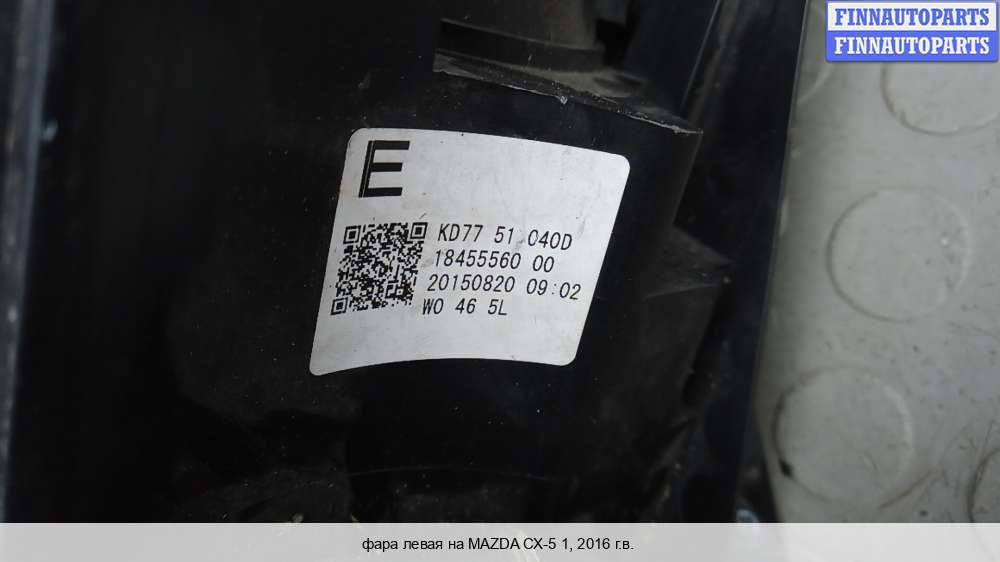 FINNAUTOPARTS
FINNAUTOPARTS
E
KD77 51 040D
18455560 00
20150820 09:02
W0 46 5L
фара левая на MAZDA CX-5 1, 2016 г.в.